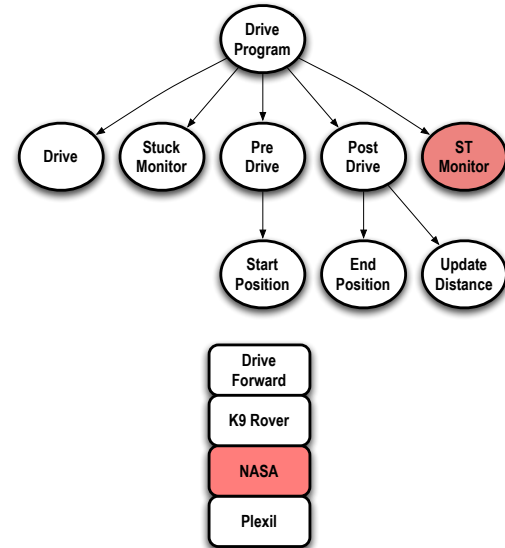 Drive
Program
Drive
Stuck
Monitor
Pre
Drive
Post
Drive
ST
Monitor
Start
Position
End
Position
Update
Distance
Drive
Forward
K9 Rover
NASA
Plexil